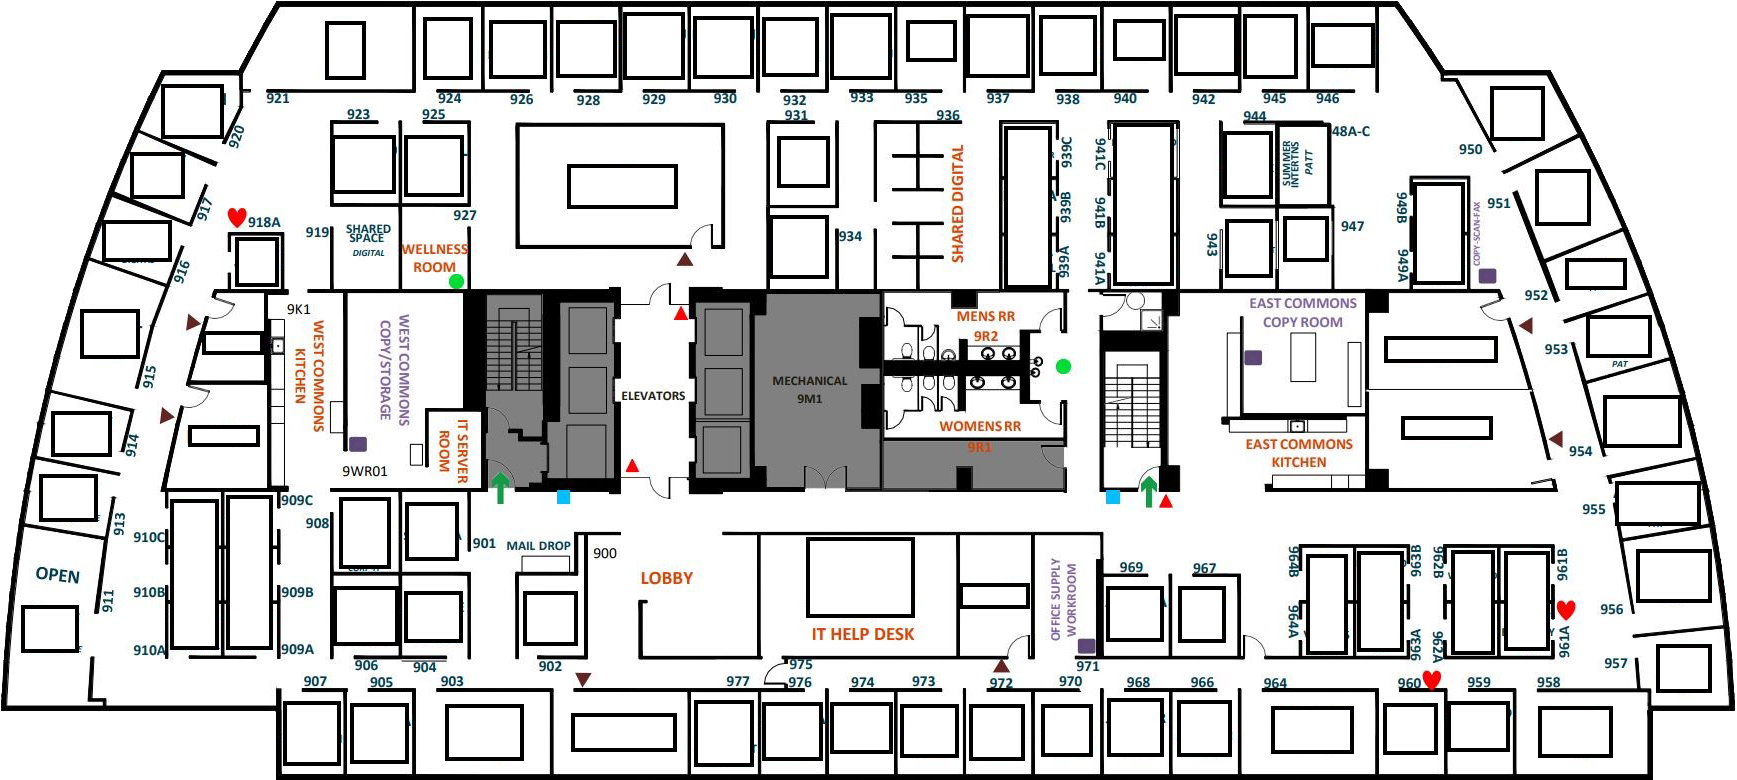 921
924
926
928
929
930
932
933
935
937
938
940
942
945
946
920
923
925
931
936
944
48A-C
950
917
918A
919
SHARED
SPACE
DIGITAL
927
WELLNESS
ROOM
934
SHARED DIGITAL
939C
939B
939A
941C
941B
941A
943
SUMMER
INTERTNS
PATT
947
949B
949A
COPY-SCAN-FAX
951
916
952
915
9K1
WEST COMMONS
KITCHEN
WEST COMMONS
COPY/STORAGE
IT SERVER
ROOM
9WR01
ELEVATORS
MECHANICAL
9M1
MENS RR
9R2
WOMENS RR
9R1
EAST COMMONS
COPY ROOM
EAST COMMONS
KITCHEN
953
PAT
954
914
913
955
OPEN
911
910C
910B
910A
909C
909B
909A
908
901
MAIL DROP
900
LOBBY
IT HELP DESK
OFFICE SUPPLY
WORKROOM
969
967
964B
964A
963B
963A
962B
962A
961B
961A
956
957
906
904
902
975
971
907
905
903
977
976
974
973
972
970
968
966
964
960
959
958